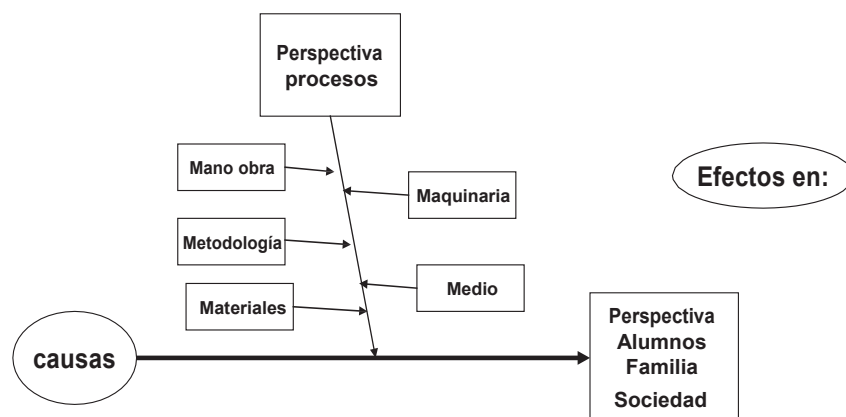 Perspectiva
procesos
Mano obra
Maquinaria
Efectos en:
Metodología
Medio
Materiales
causas
Perspectiva
Alumnos
Familia
Sociedad